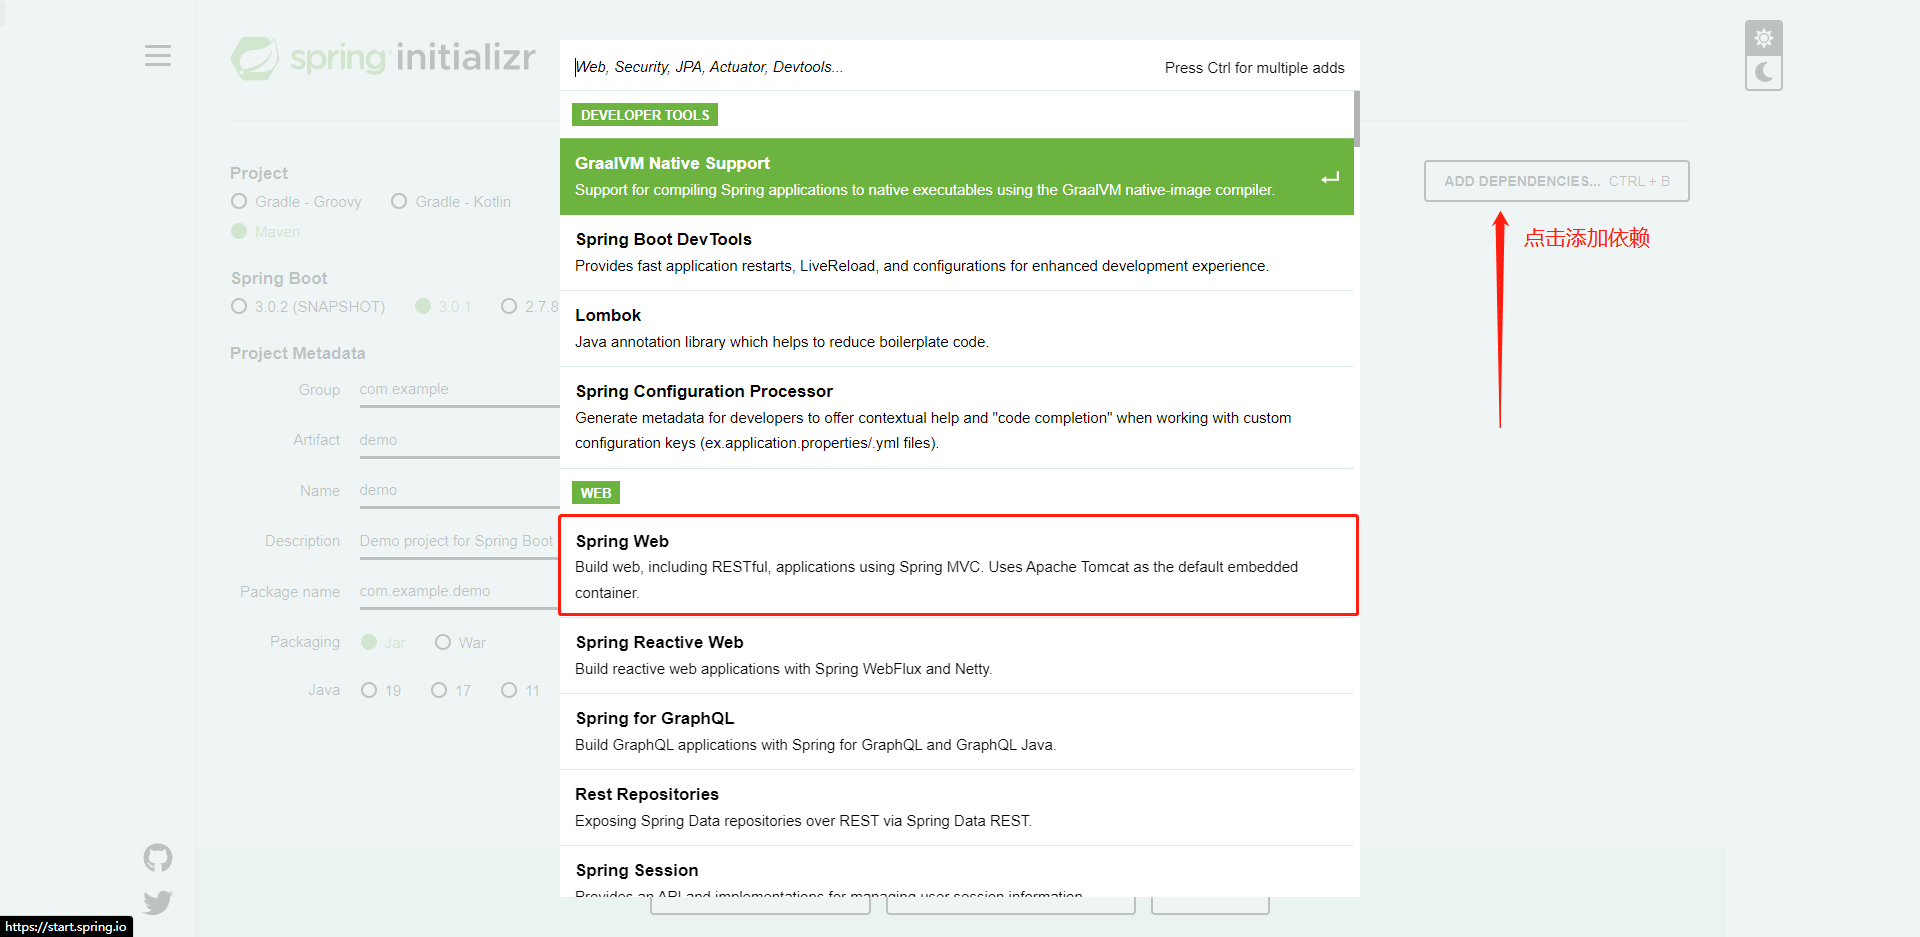 spring initializr
Web, Security, JPA, Actuator, Devtools...
Press Ctrl for multiple adds
DEVELOPER TOOLS
GraalVM Native Support
Support for compiling Spring applications to native executables using the GraalVM native-image compiler.
Spring Boot DevTools
Provides fast application restarts, LiveReload, and configurations for enhanced development experience.
Lombok
Java annotation library which helps to reduce boilerplate code.
Spring Configuration Processor
Generate metadata for developers to offer contextual help and "code completion" when working with custom
configuration keys (ex.application.properties/.yml files).
WEB
Spring Web
Build web, including RESTful, applications using Spring MVC. Uses Apache Tomcat as the default embedded
container.
Spring Reactive Web
Build reactive web applications with Spring WebFlux and Netty.
Spring for GraphQL
Build GraphQL applications with Spring for GraphQL and GraphQL Java.
Rest Repositories
Exposing Spring Data repositories over REST via Spring Data REST.
Spring Session
Provides an API and implementations for managing user session information.
Project
Gradle - Groovy Gradle - Kotlin
Maven
Spring Boot
3.0.2 (SNAPSHOT) 3.0.1 2.7.8
Project Metadata
Group com.example
Artifact demo
Name demo
Description Demo project for Spring Boot
Package name com.example.demo
Packaging Jar War
Java 19 17 11
ADD DEPENDENCIES... CTRL + B
点击添加依赖
https://start.spring.io